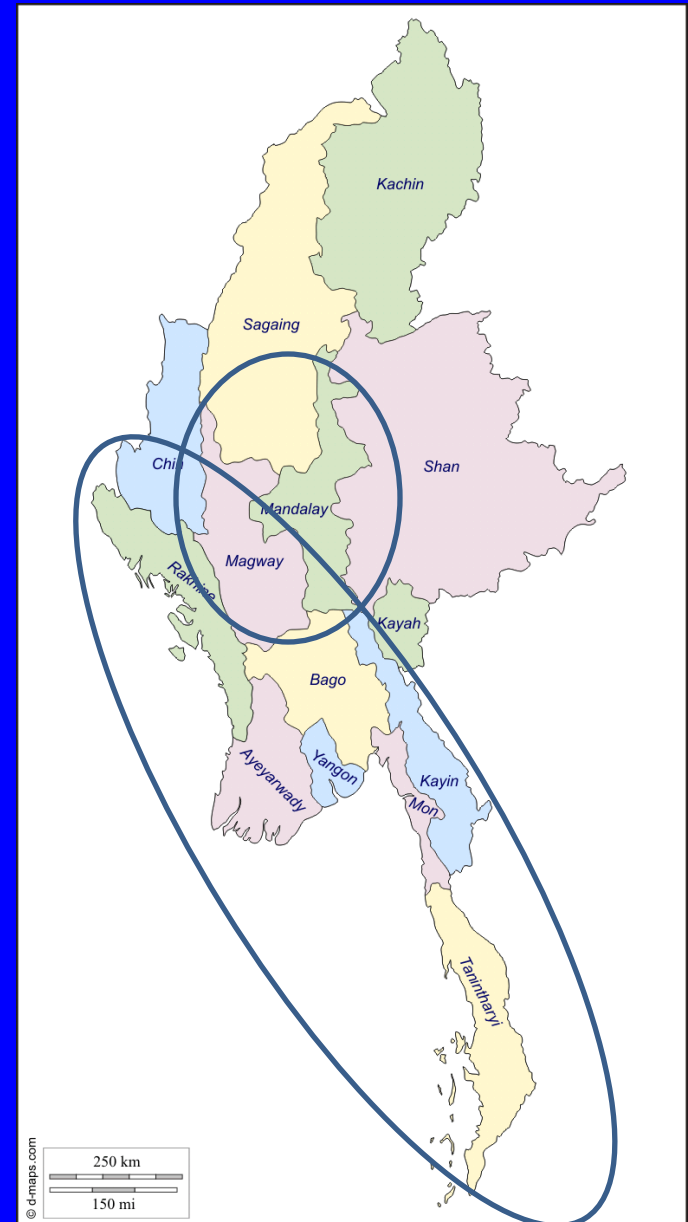 Kachin
Sagaing
Chin
Shan
Mandalay
Magway
Rakhine
Kayah
Bago
Ayeyarwady
Yangon
Kayin
Mon
Tanintharyi
250 km
150 mi
© d-maps.com